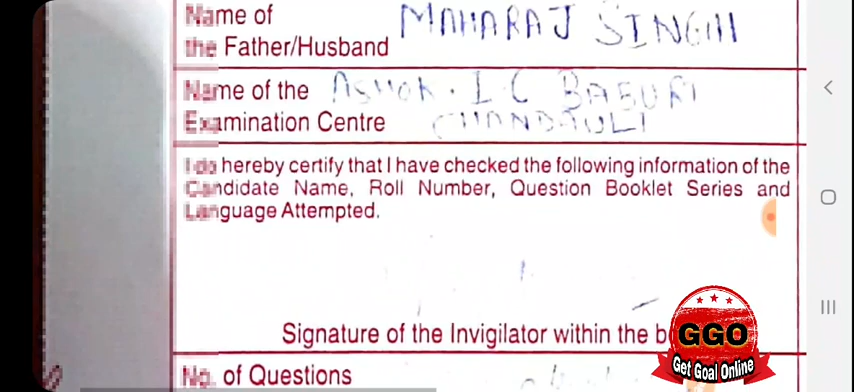 Name of
the Father/Husband
MAHARAJ SINGH
Name of the
Examination Centre
ASHOK. I C BABURI
CHANDAULI
I do hereby certify that I have checked the following information of the
Candidate Name, Roll Number, Question Booklet Series and
Language Attempted.
Signature of the Invigilator within the b
GGO
Get Goal Online
No. of Questions